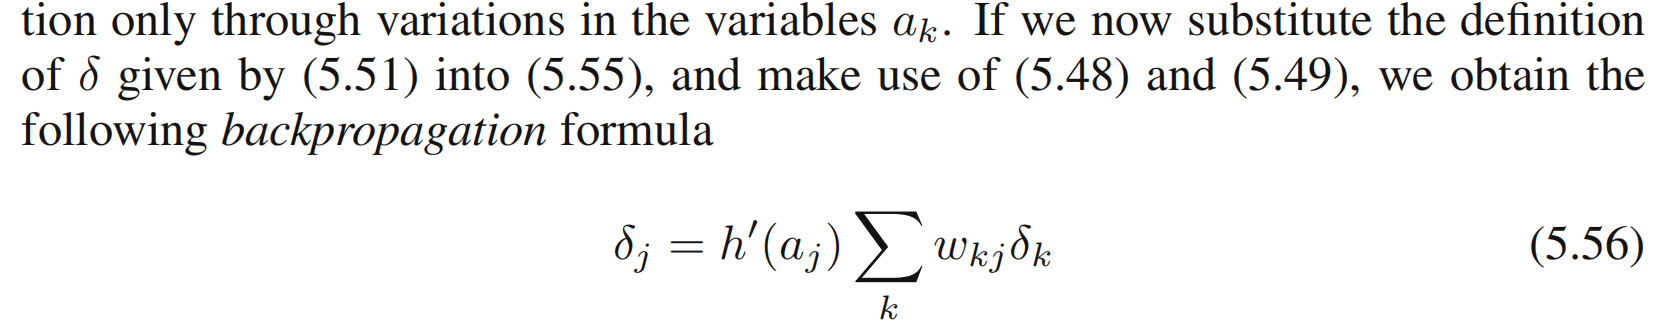 tion only through variations in the variables a_k. If we now substitute the definition
of δ given by (5.51) into (5.55), and make use of (5.48) and (5.49), we obtain the
following backpropagation formula
δ_j = h′(a_j) ∑_k w_{kj} δ_k (5.56)